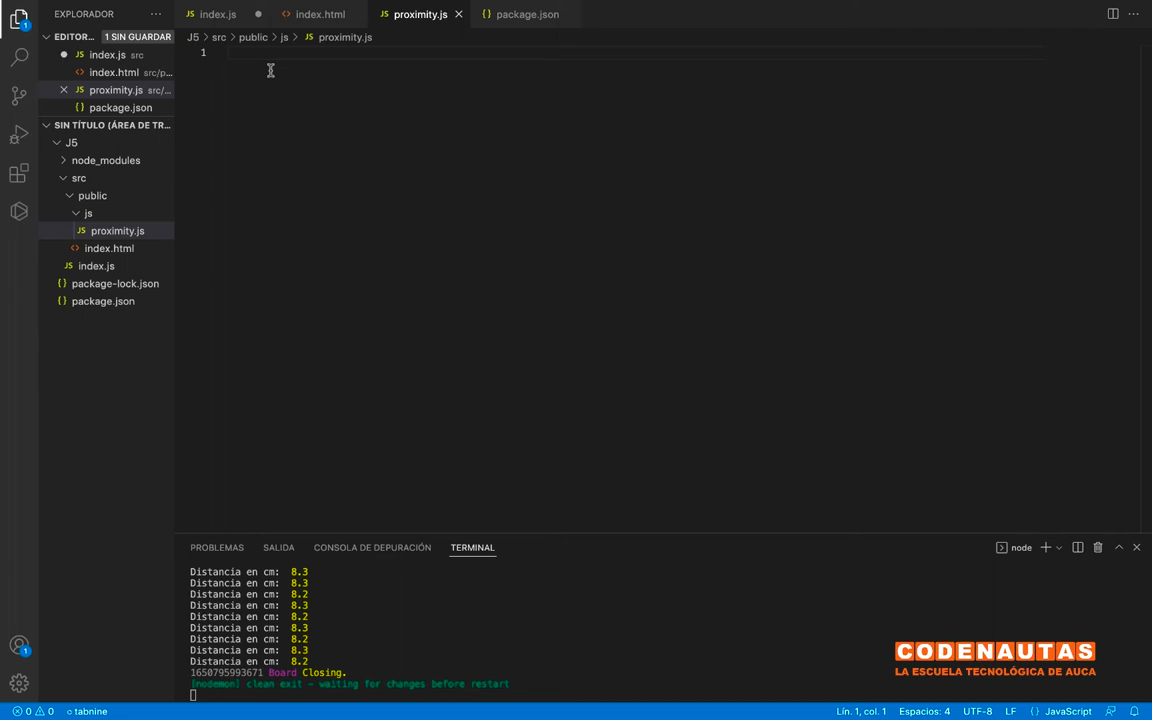 EXPLORADOR
index.js
index.html
proximity.js
package.json
EDITOR... 1 SIN GUARDAR
J5 > src > public > js > JS proximity.js
JS index.js src
1
<> index.html src/p...
JS proximity.js src/...
{} package.json
SIN TÍTULO (ÁREA DE TR...
J5
node_modules
src
public
js
JS proximity.js
<> index.html
JS index.js
{} package-lock.json
{} package.json
PROBLEMAS SALIDA CONSOLA DE DEPURACIÓN TERMINAL
node
Distancia en cm: 8.3
Distancia en cm: 8.3
Distancia en cm: 8.2
Distancia en cm: 8.3
Distancia en cm: 8.2
Distancia en cm: 8.3
Distancia en cm: 8.2
Distancia en cm: 8.3
Distancia en cm: 8.2
1650795993671 Board Closing.
[nodemon] clean exit - waiting for changes before restart
CODENAUTAS
LA ESCUELA TECNOLÓGICA DE AUCA
0 0 tabnine
Lín. 1, col. 1 Espacios: 4 UTF-8 LF {} JavaScript